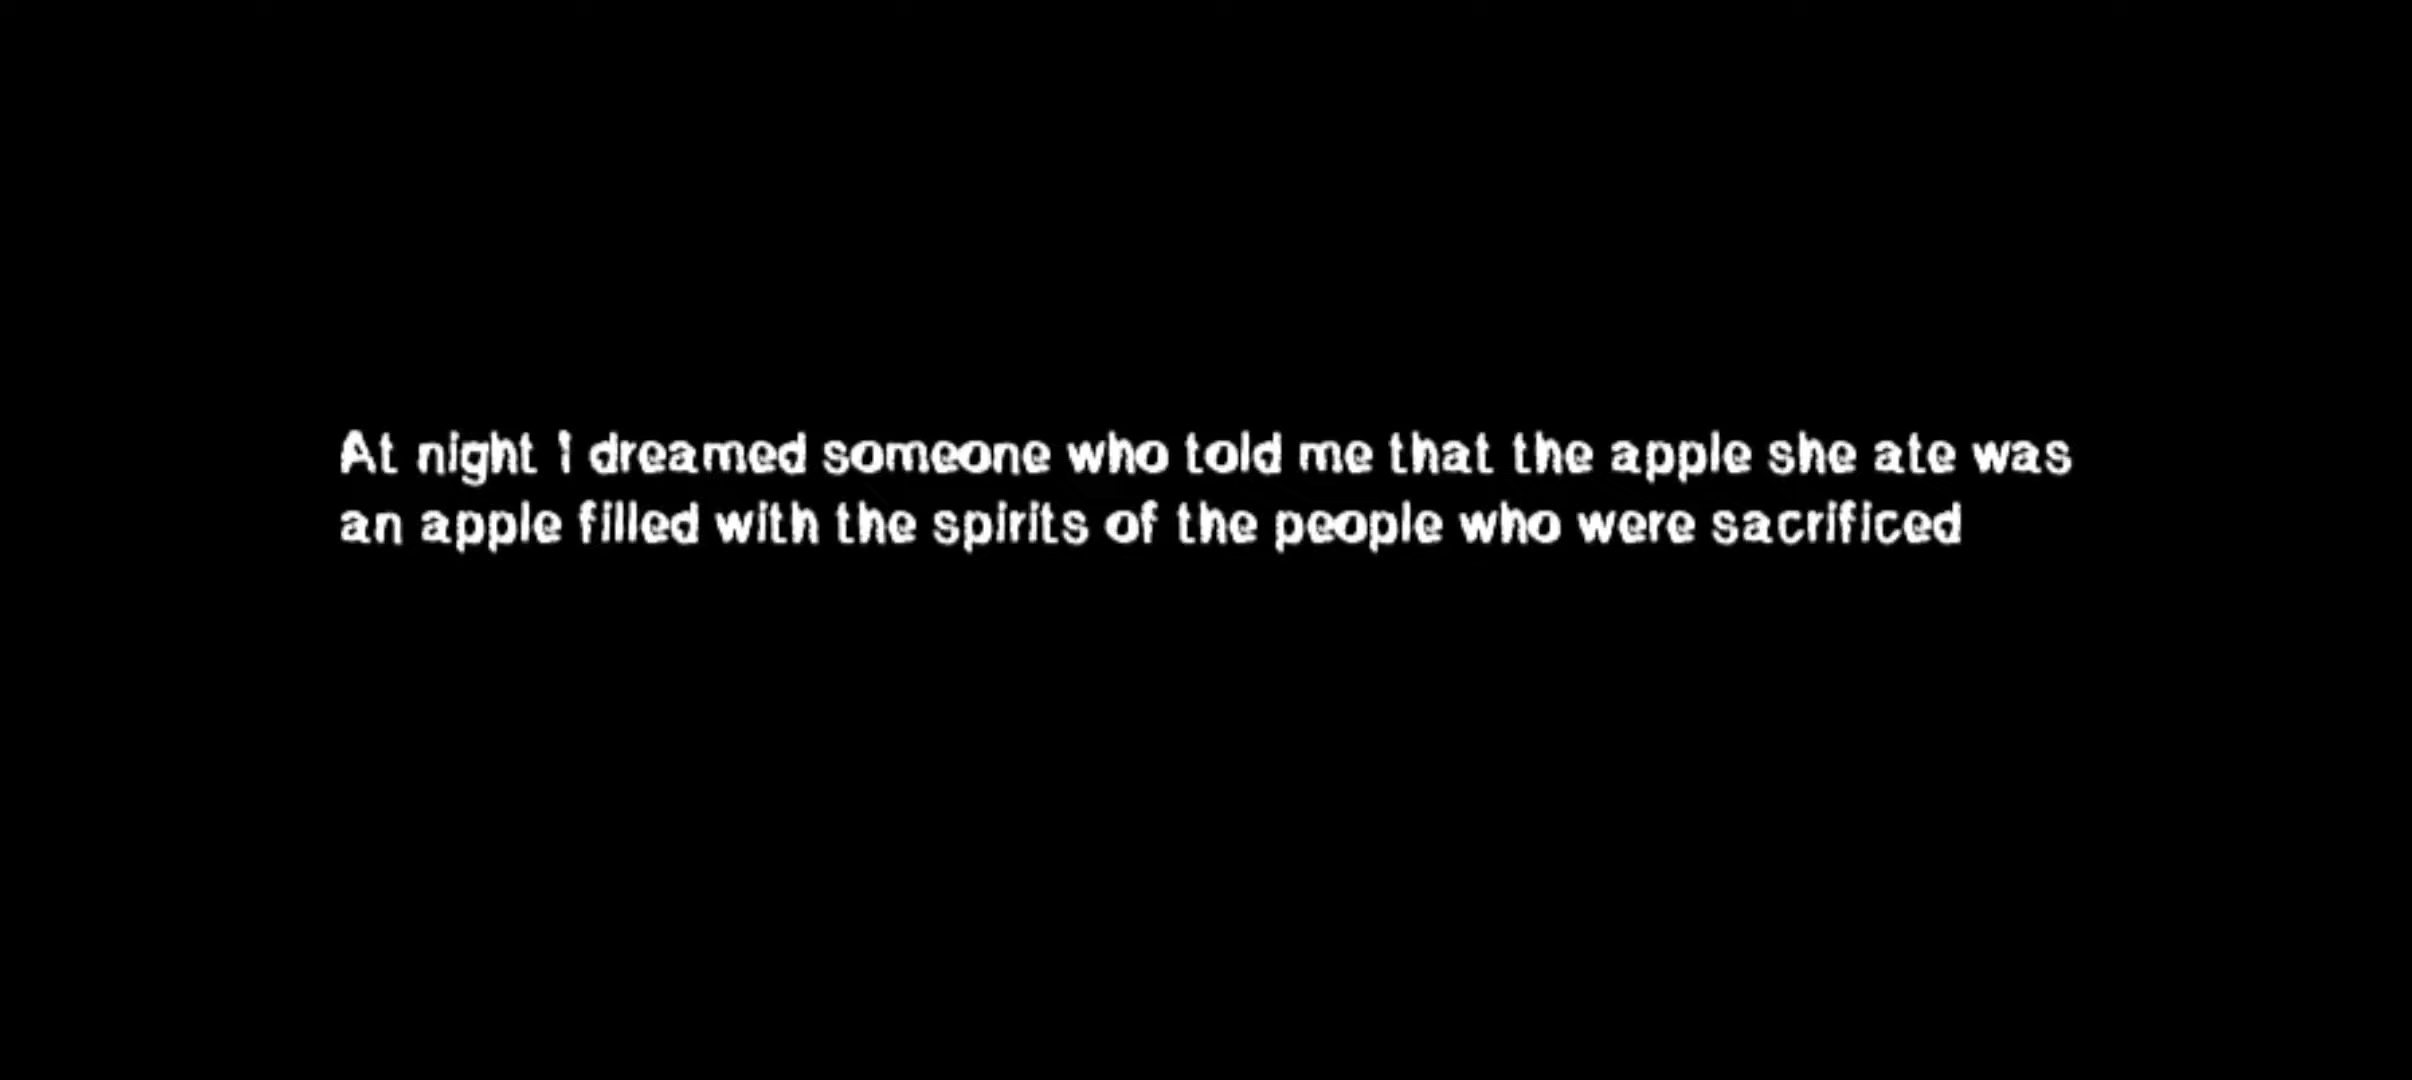 At night I dreamed someone who told me that the apple she ate was
an apple filled with the spirits of the people who were sacrificed